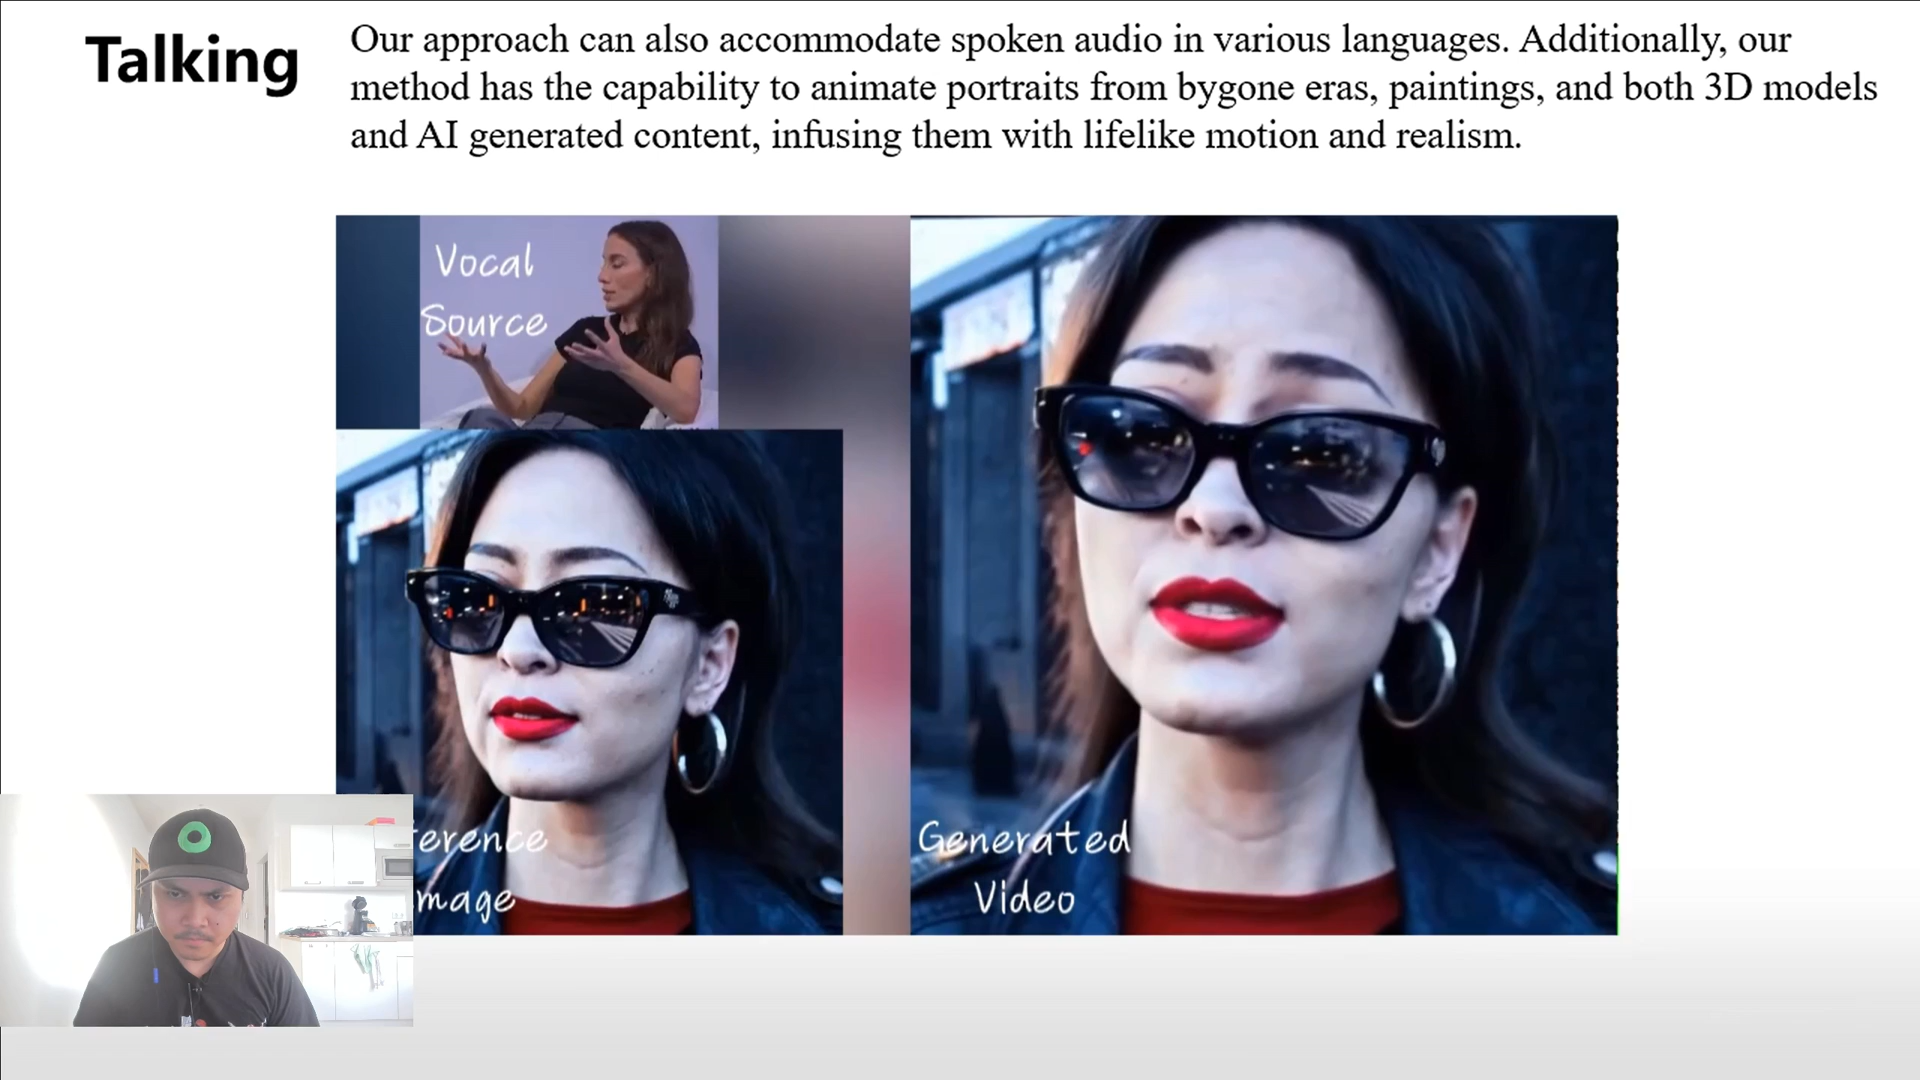 Talking
Our approach can also accommodate spoken audio in various languages. Additionally, our
method has the capability to animate portraits from bygone eras, paintings, and both 3D models
and AI generated content, infusing them with lifelike motion and realism.
Vocal
Source
erence
mage
Generated
Video